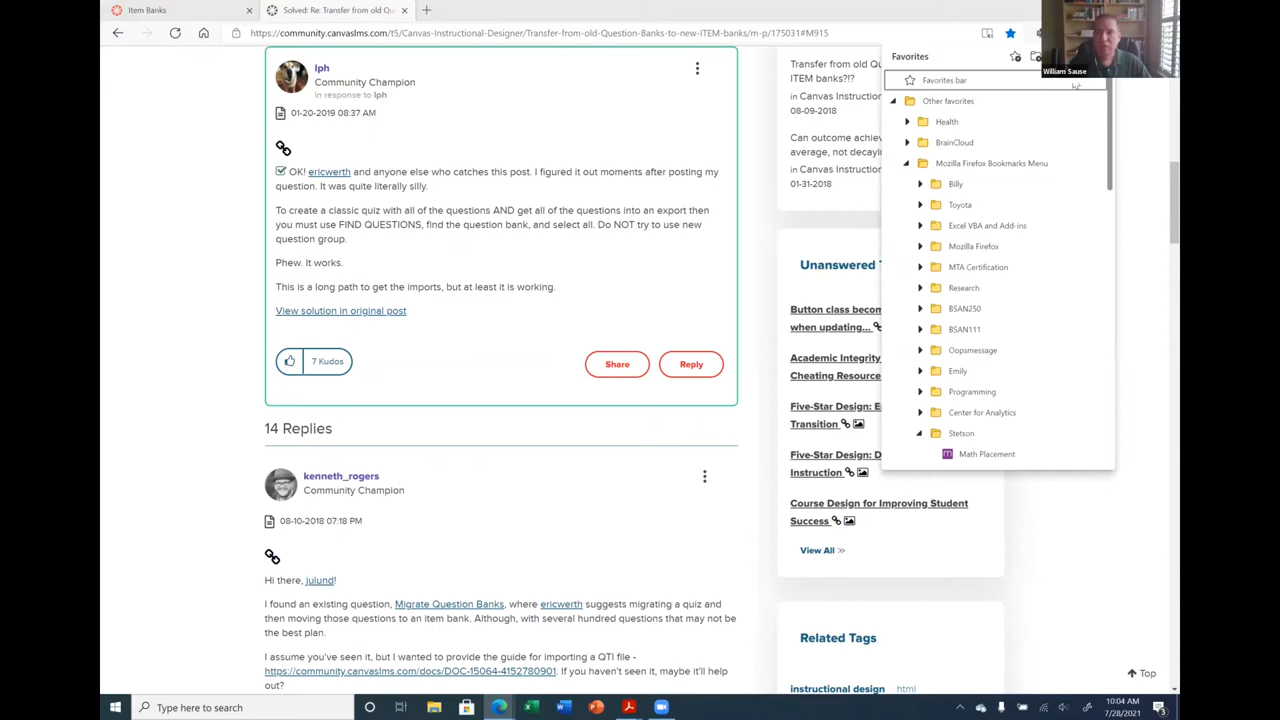 Item Banks
Solved: Re: Transfer from old Qu
https://community.canvaslms.com/t5/Canvas-Instructional-Designer/Transfer-from-old-Question-Banks-to-new-ITEM-banks/m-p/175031#M915
William Sause
lph
Community Champion
In response to lph
01-20-2019 08:37 AM
OK! ericwerth and anyone else who catches this post. I figured it out moments after posting my
question. It was quite literally silly.
To create a classic quiz with all of the questions AND get all of the questions into an export then
you must use FIND QUESTIONS, find the question bank, and select all. Do NOT try to use new
question group.
Phew. It works.
This is a long path to get the imports, but at least it is working.
View solution in original post
7 Kudos
Share
Reply
14 Replies
kenneth_rogers
Community Champion
08-10-2018 07:18 PM
Hi there, julund!
I found an existing question, Migrate Question Banks, where ericwerth suggests migrating a quiz and
then moving those questions to an item bank. Although, with several hundred questions that may not be
the best plan.
I assume you've seen it, but I wanted to provide the guide for importing a QTI file -
https://community.canvaslms.com/docs/DOC-15064-4152780901. If you haven't seen it, maybe it'll help
out?
Transfer from old Qu
ITEM banks?!?
in Canvas Instruction
08-09-2018
Can outcome achiev
average, not decayin
in Canvas Instruction
01-31-2018
Unanswered T
Button class becom
when updating...
Academic Integrity
Cheating Resource
Five-Star Design: E
Transition
Five-Star Design: D
Instruction
Course Design for Improving Student
Success
View All
Related Tags
instructional design
html
Favorites
Favorites bar
Other favorites
Health
BrainCloud
Mozilla Firefox Bookmarks Menu
Billy
Toyota
Excel VBA and Add-ins
Mozilla Firefox
MTA Certification
Research
BSAN250
BSAN111
Oopsmessage
Emily
Programming
Center for Analytics
Stetson
Math Placement
Top
Type here to search
10:04 AM
7/28/2021
3